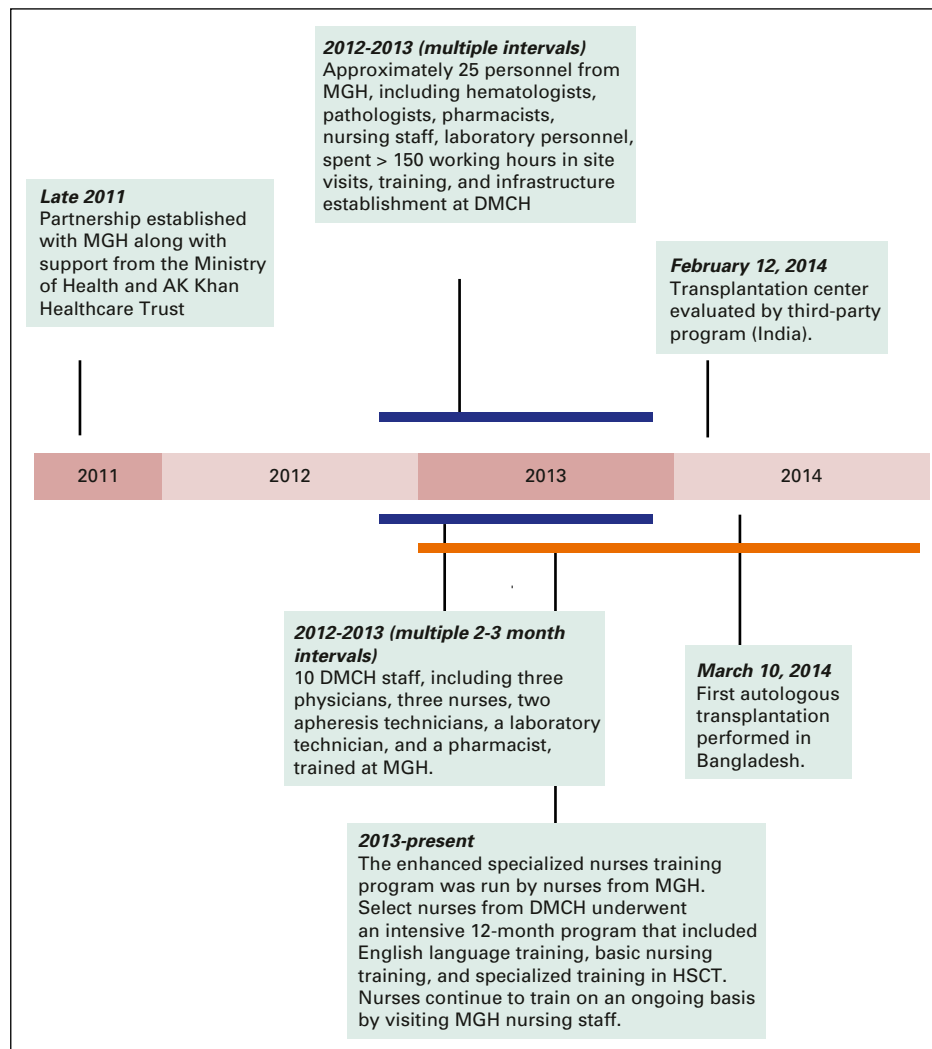 2012-2013 (multiple intervals)
Approximately 25 personnel from
MGH, including hematologists,
pathologists, pharmacists,
nursing staff, laboratory personnel,
spent > 150 working hours in site
visits, training, and infrastructure
establishment at DMCH
Late 2011
Partnership established
with MGH along with
support from the Ministry
of Health and AK Khan
Healthcare Trust
February 12, 2014
Transplantation center
evaluated by third-party
program (India).
2011
2012
2013
2014
2012-2013 (multiple 2-3 month
intervals)
10 DMCH staff, including three
physicians, three nurses, two
apheresis technicians, a laboratory
technician, and a pharmacist,
trained at MGH.
March 10, 2014
First autologous
transplantation
performed in
Bangladesh.
2013-present
The enhanced specialized nurses training
program was run by nurses from MGH.
Select nurses from DMCH underwent
an intensive 12-month program that included
English language training, basic nursing
training, and specialized training in HSCT.
Nurses continue to train on an ongoing basis
by visiting MGH nursing staff.